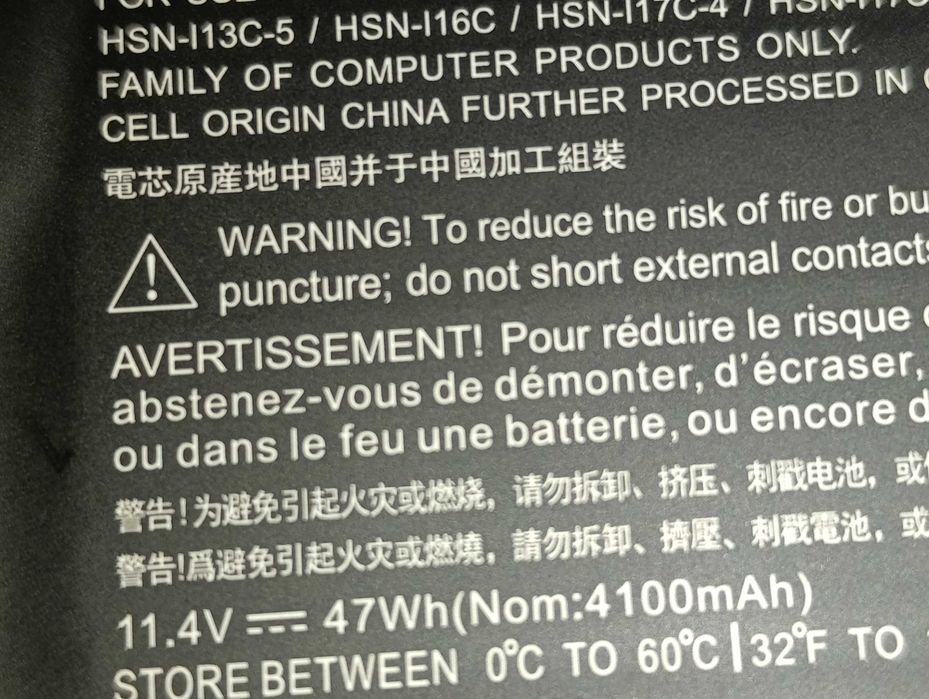 FOR USE
HSN-I13C-5 / HSN-I16C / HSN-I17C-4 /
FAMILY OF COMPUTER PRODUCTS ONLY.
CELL ORIGIN CHINA FURTHER PROCESSED IN
電芯原産地中國并于中國加工組裝
WARNING! To reduce the risk of fire or
puncture; do not short external contacts
AVERTISSEMENT! Pour réduire le risque
abstenez-vous de démonter, d'écraser,
ou dans le feu une batterie, ou encore
警告!为避免引起火灾或燃烧，请勿拆卸、挤压、刺戳电池，或
警告!爲避免引起火灾或燃燒，請勿拆卸、擠壓、刺戳電池，或
11.4V ⎓ 47Wh(Nom:4100mAh)
STORE BETWEEN 0°C TO 60°C | 32°F TO